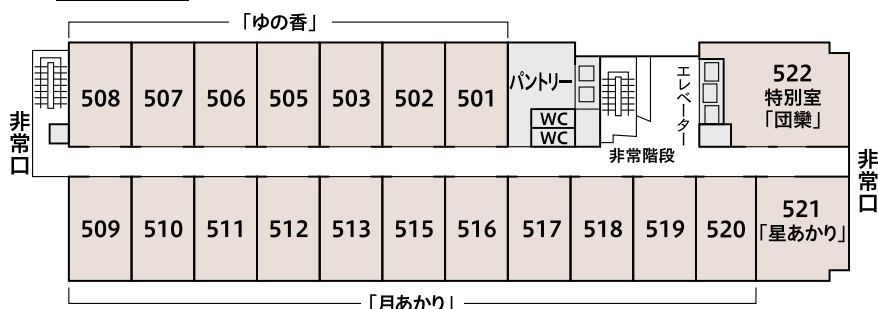 「ゆの香」
508
507
506
505
503
502
501
パントリー
WC
WC
非常階段
エレベーター
522
特別室
「団欒」
非常口
非常口
509
510
511
512
513
515
516
517
518
519
520
521
「星あかり」
「月あかり」